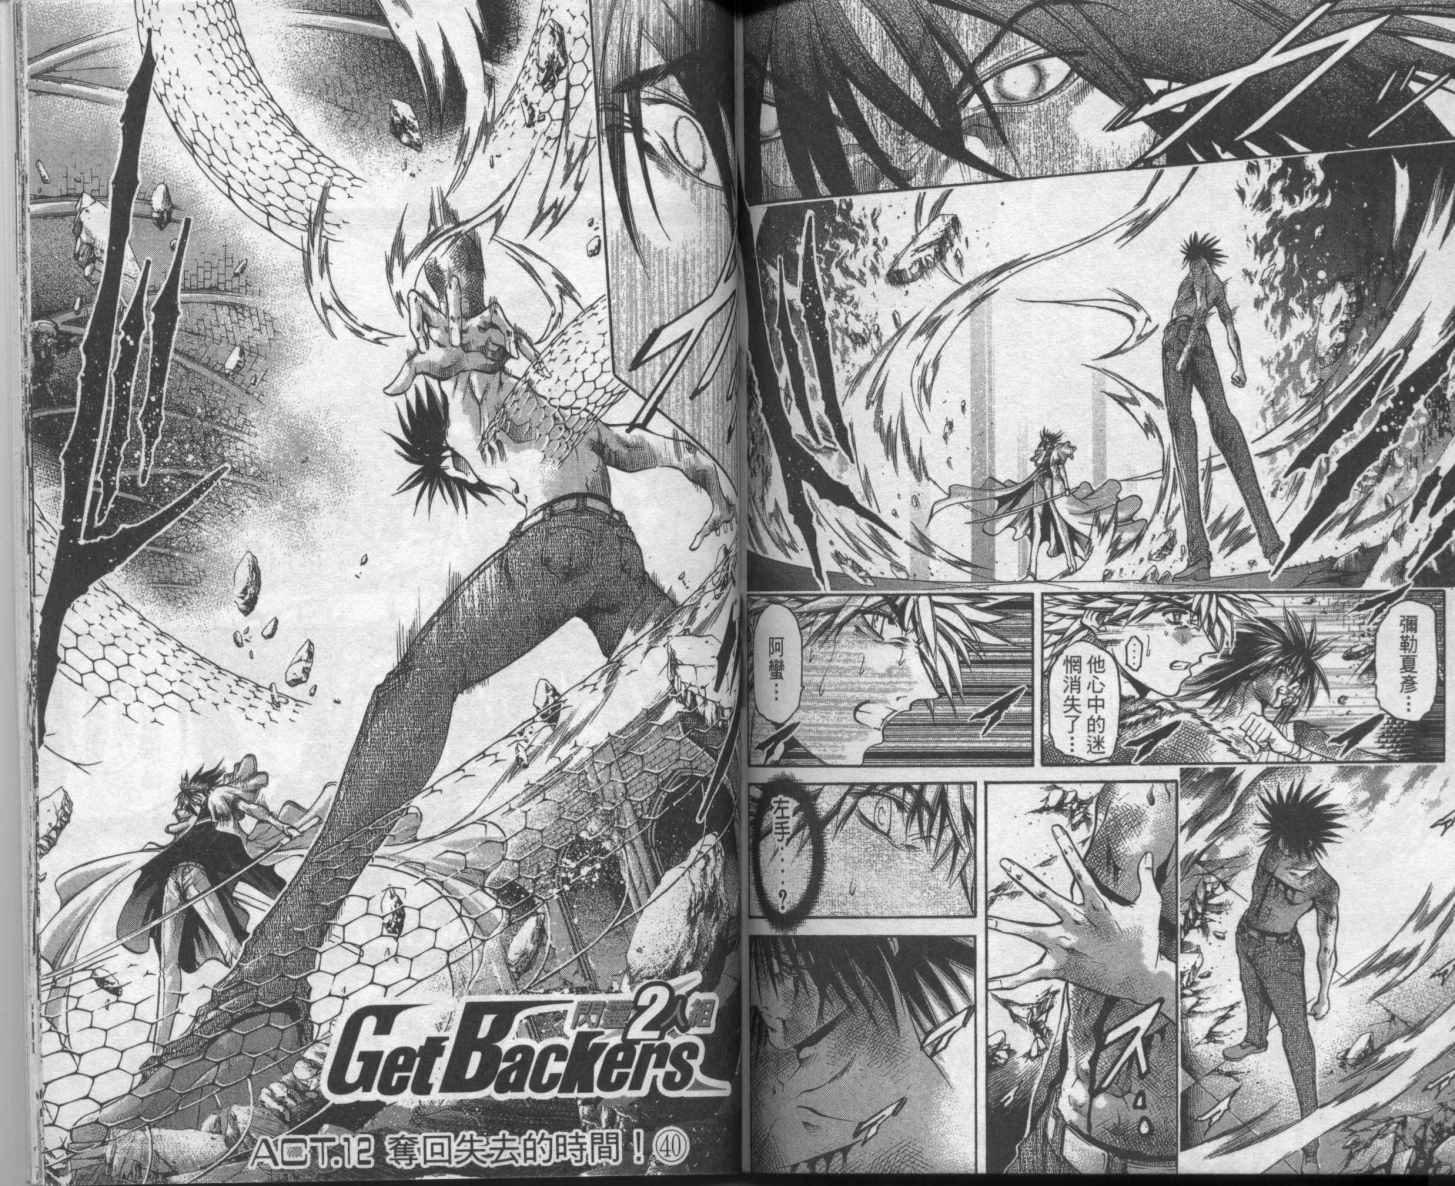 彌勒夏彥…
……
他心中的迷
惘消失了…
阿蠻…
左手……?
閃靈2人組
GetBackers
ACT.12 奪回失去的時間！㊵